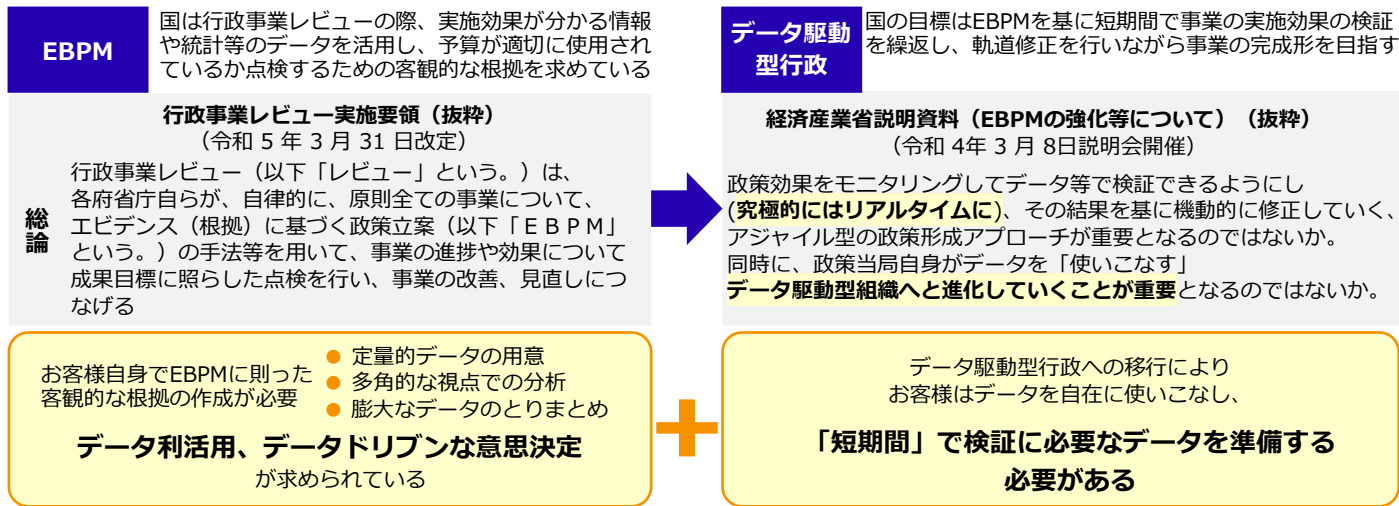 EBPM
国は行政事業レビューの際、実施効果が分かる情報
や統計等のデータを活用し、予算が適切に使用され
ているか点検するための客観的な根拠を求めている
行政事業レビュー実施要領（抜粋）
（令和 5 年 3 月 31 日改定）
総論
行政事業レビュー（以下「レビュー」という。）は、
各府省庁自らが、自律的に、原則全ての事業について、
エビデンス（根拠）に基づく政策立案（以下「ＥＢＰＭ」
という。）の手法等を用いて、事業の進捗や効果について
成果目標に照らした点検を行い、事業の改善、見直しにつ
なげる
お客様自身でEBPMに則った
客観的な根拠の作成が必要
● 定量的データの用意
● 多角的な視点での分析
● 膨大なデータのとりまとめ
データ利活用、データドリブンな意思決定
が求められている
データ駆動
型行政
国の目標はEBPMを基に短期間で事業の実施効果の検証
を繰返し、軌道修正を行いながら事業の完成形を目指す
経済産業省説明資料（EBPMの強化等について）（抜粋）
（令和 4年 3 月 8日説明会開催）
政策効果をモニタリングしてデータ等で検証できるようにし
(究極的にはリアルタイムに)、その結果を基に機動的に修正していく、
アジャイル型の政策形成アプローチが重要となるのではないか。
同時に、政策当局自身がデータを「使いこなす」
データ駆動型組織へと進化していくことが重要となるのではないか。
データ駆動型行政への移行により
お客様はデータを自在に使いこなし、
「短期間」で検証に必要なデータを準備する
必要がある